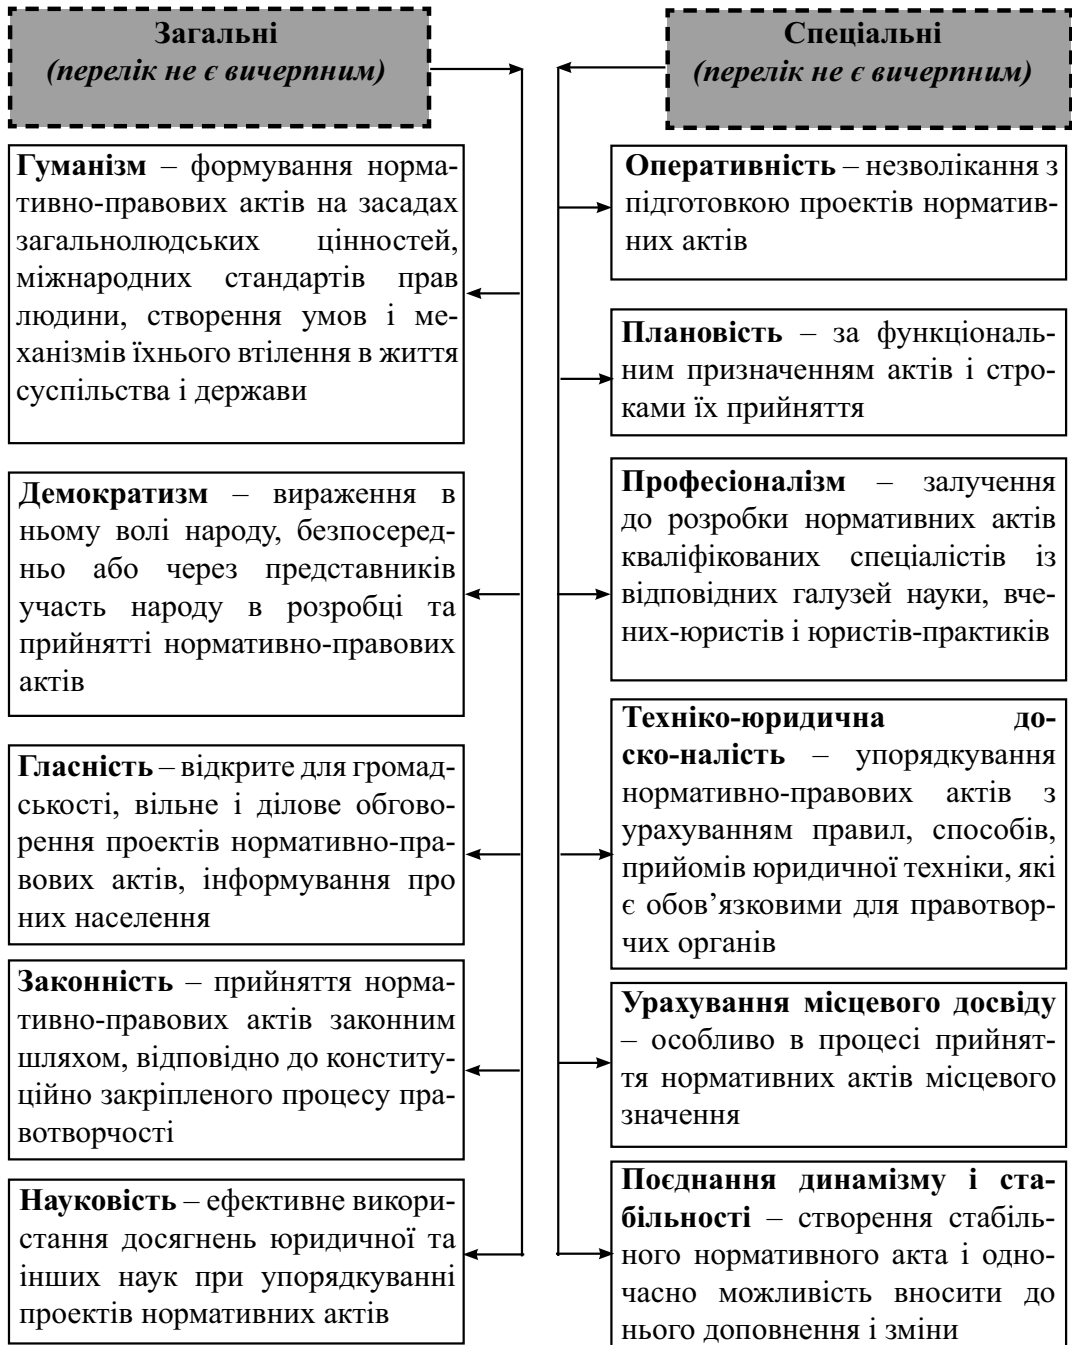 Загальні
(перелік не є вичерпним)
Гуманізм – формування норма-
тивно-правових актів на засадах
загальнолюдських цінностей,
міжнародних стандартів прав
людини, створення умов і ме-
ханізмів їхнього втілення в життя
суспільства і держави
Демократизм – вираження в
ньому волі народу, безпосеред-
ньо або через представників
участь народу в розробці та
прийнятті нормативно-правових
актів
Гласність – відкрите для громад-
ськості, вільне і ділове обгово-
рення проектів нормативно-пра-
вових актів, інформування про
них населення
Законність – прийняття норма-
тивно-правових актів законним
шляхом, відповідно до конститу-
ційно закріпленого процесу пра-
вотворчості
Науковість – ефективне викори-
стання досягнень юридичної та
інших наук при упорядкуванні
проектів нормативних актів
Спеціальні
(перелік не є вичерпним)
Оперативність – незволікання з
підготовкою проектів норматив-
них актів
Плановість – за функціональ-
ним призначенням актів і стро-
ками їх прийняття
Професіоналізм – залучення
до розробки нормативних актів
кваліфікованих спеціалістів із
відповідних галузей науки, вче-
них-юристів і юристів-практиків
Техніко-юридична до-
ско-налість – упорядкування
нормативно-правових актів з
урахуванням правил, способів,
прийомів юридичної техніки, які
є обов’язковими для правотвор-
чих органів
Урахування місцевого досвіду
– особливо в процесі прийнят-
тя нормативних актів місцевого
значення
Поєднання динамізму і ста-
більності – створення стабіль-
ного нормативного акта і одно-
часно можливість вносити до
нього доповнення і зміни